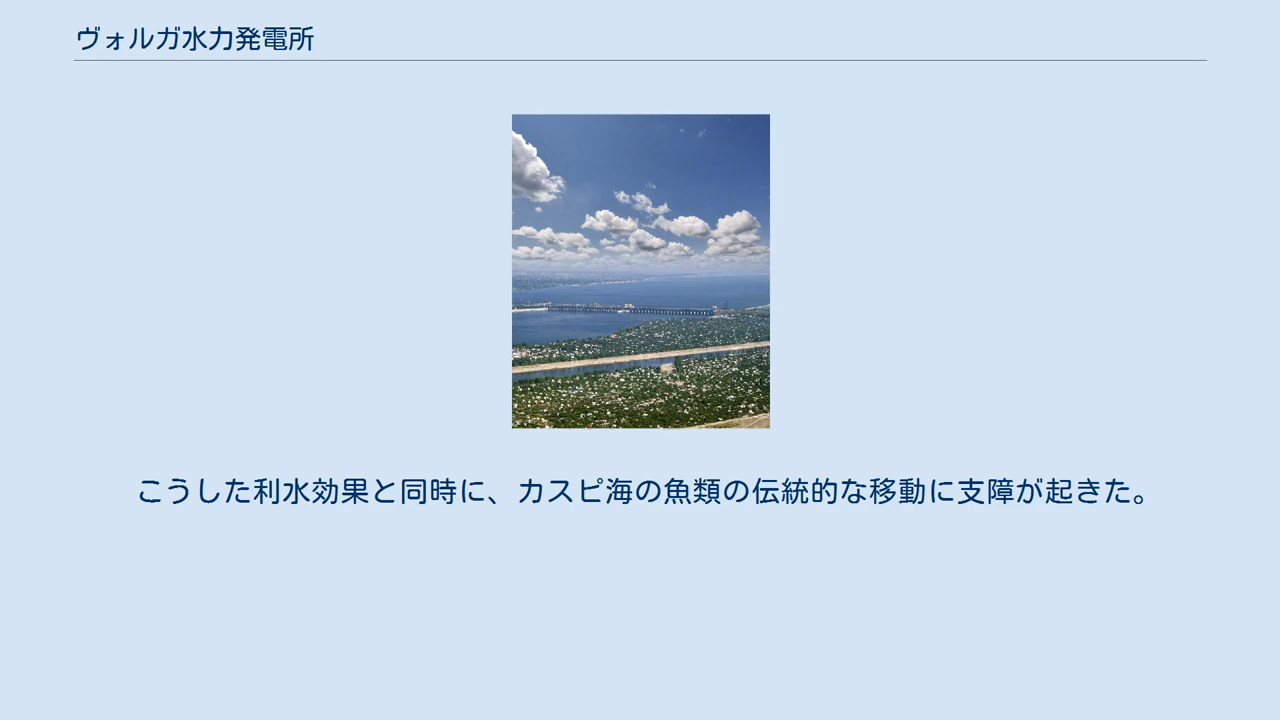 ヴォルガ水力発電所
こうした利水効果と同時に、カスピ海の魚類の伝統的な移動に支障が起きた。